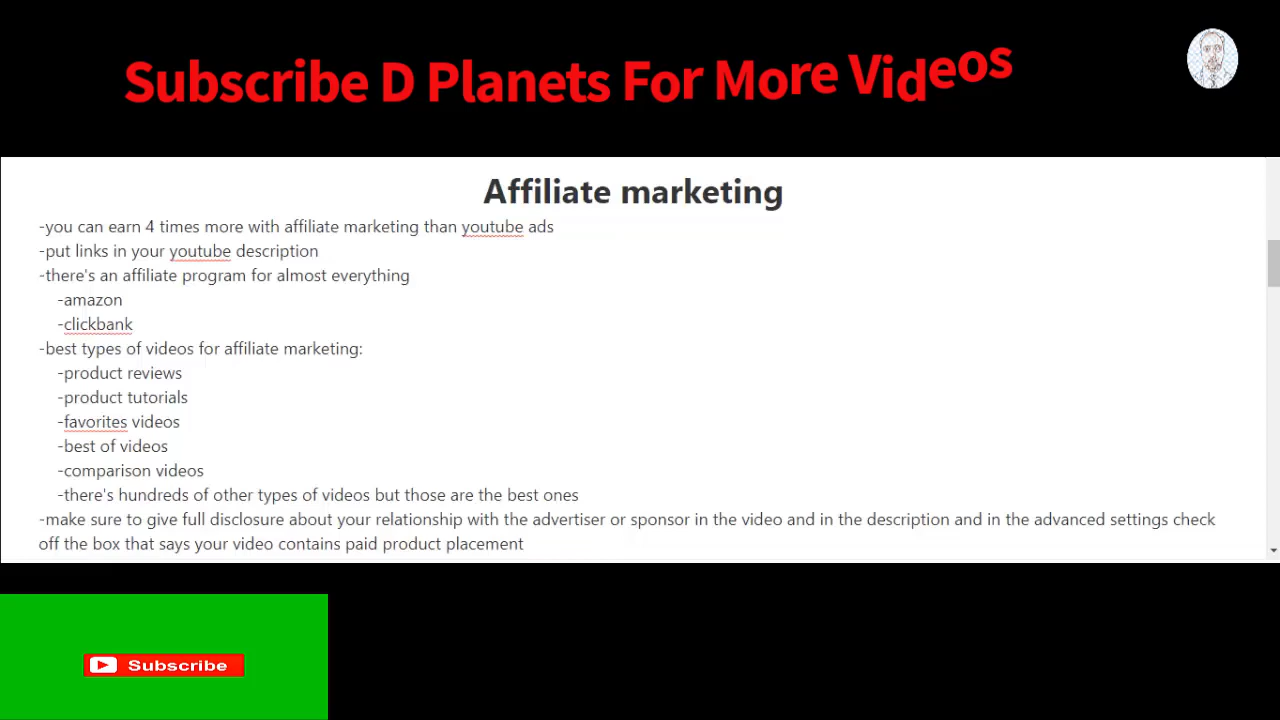 Subscribe D Planets For More Videos
Affiliate marketing
-you can earn 4 times more with affiliate marketing than youtube ads
-put links in your youtube description
-there's an affiliate program for almost everything
-amazon
-clickbank
-best types of videos for affiliate marketing:
-product reviews
-product tutorials
-favorites videos
-best of videos
-comparison videos
-there's hundreds of other types of videos but those are the best ones
-make sure to give full disclosure about your relationship with the advertiser or sponsor in the video and in the description and in the advanced settings check
off the box that says your video contains paid product placement
Subscribe